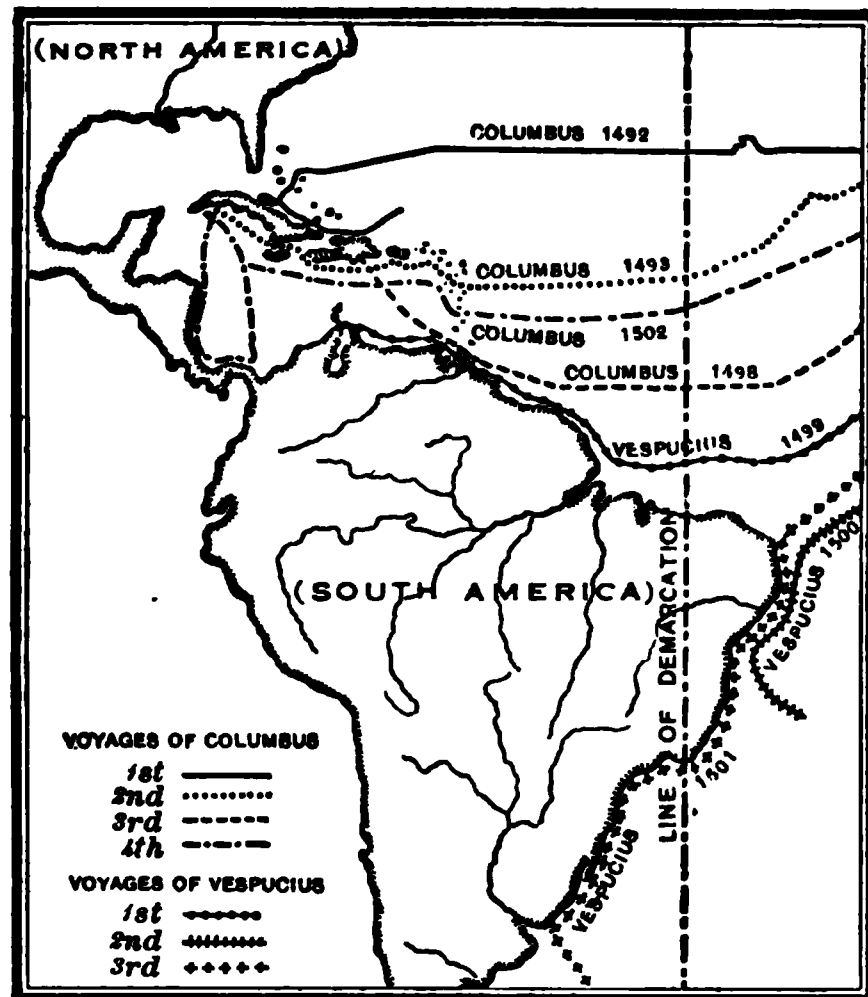 (NORTH AMERICA)
COLUMBUS 1492
COLUMBUS 1493
COLUMBUS 1502
COLUMBUS 1498
VESPUCIUS 1499
(SOUTH AMERICA)
LINE OF DEMARCATION
VESPUCIUS 1500
VESPUCIUS 1501
VOYAGES OF COLUMBUS
1st
2nd
3rd
4th
VOYAGES OF VESPUCIUS
1st
2nd
3rd